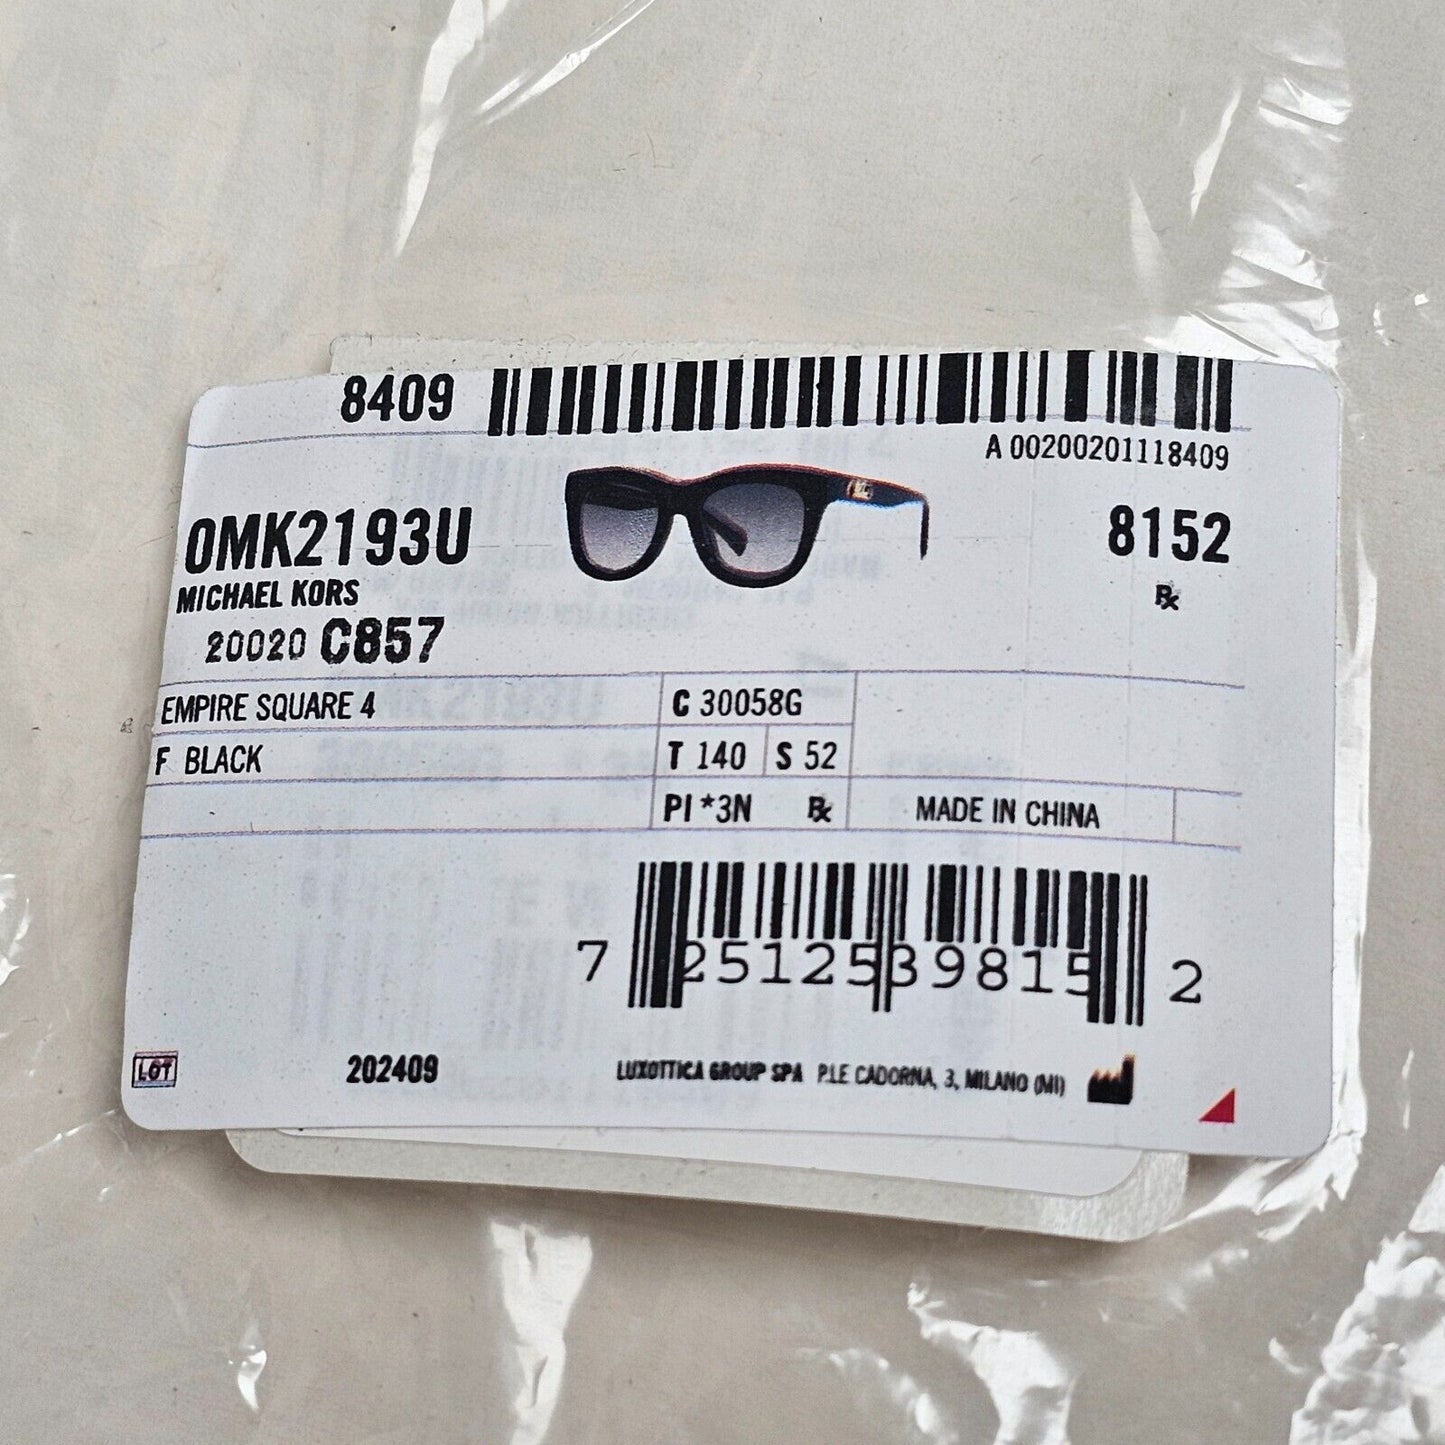 8409
A 00200201118409
0MK2193U
8152
MICHAEL KORS
℞
20020 C857
EMPIRE SQUARE 4
C 30058G
F BLACK
T 140
S 52
PI *3N ℞
MADE IN CHINA
7 25125 39815 2
LOT
202409
LUXOTTICA GROUP SPA P.LE CADORNA, 3, MILANO (MI)